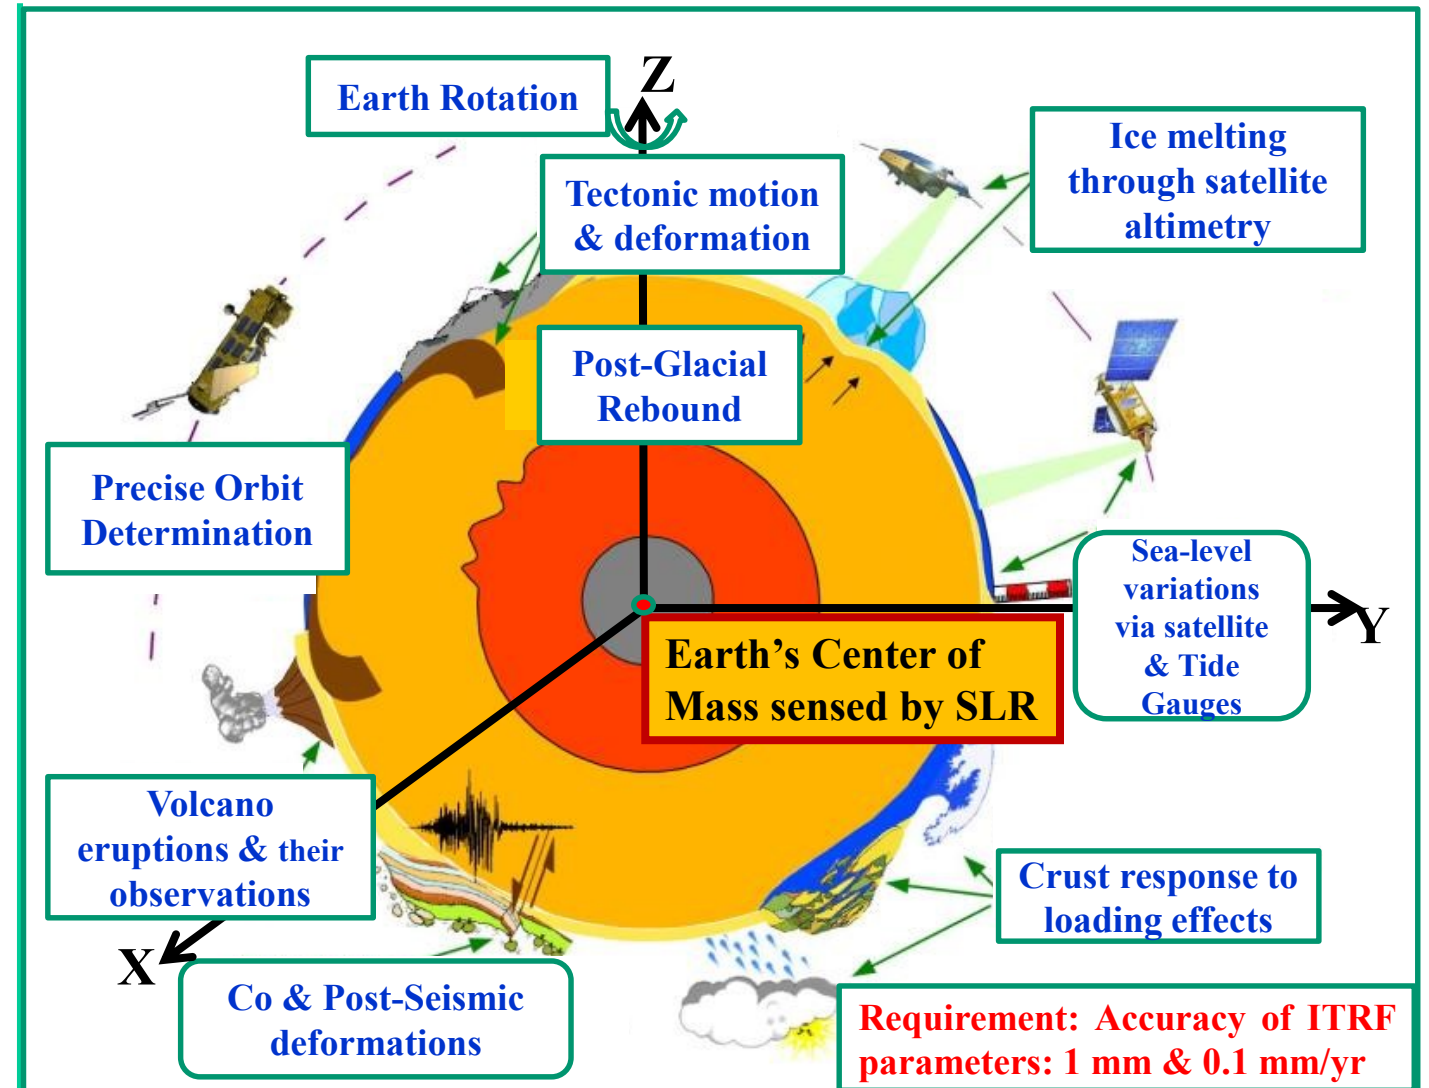 Z
Earth Rotation
Ice melting
through satellite
altimetry
Tectonic motion
& deformation
Post-Glacial
Rebound
Precise Orbit
Determination
Sea-level
variations
via satellite
& Tide
Gauges
Y
Earth’s Center of
Mass sensed by SLR
Volcano
eruptions & their
observations
Crust response to
loading effects
X
Co & Post-Seismic
deformations
Requirement: Accuracy of ITRF
parameters: 1 mm & 0.1 mm/yr